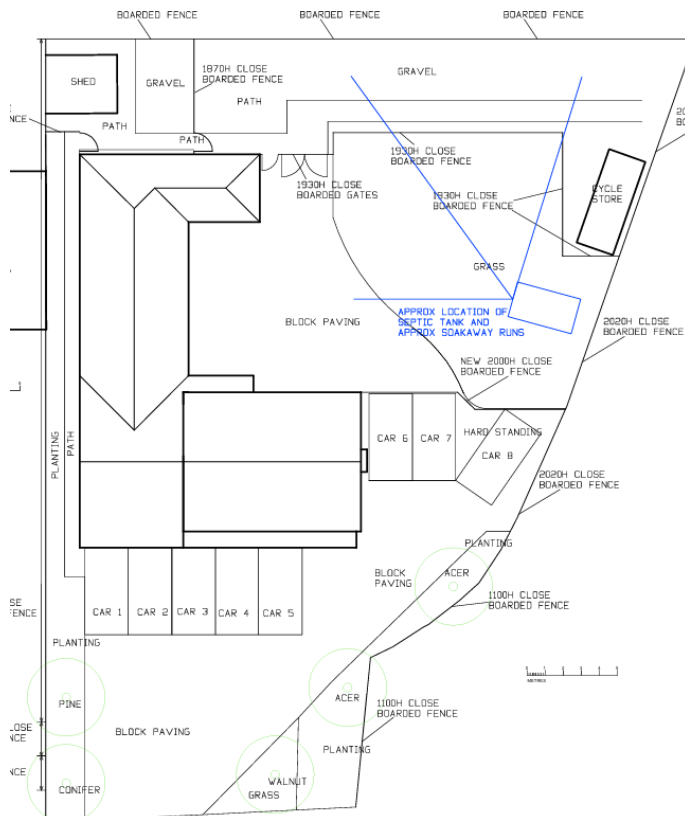 BOARDED FENCE
BOARDED FENCE
BOARDED FENCE
1870H CLOSE
BOARDED FENCE
GRAVEL
SHED
GRAVEL
PATH
PATH
PATH
1930H CLOSE
BOARDED FENCE
1930H CLOSE
BOARDED GATES
1930H CLOSE
BOARDED FENCE
CYCLE
STORE
GRASS
APPROX LOCATION OF
SEPTIC TANK AND
APPROX SOAKAWAY RUNS
BLOCK PAVING
2020H CLOSE
BOARDED FENCE
NEW 2000H CLOSE
BOARDED FENCE
PLANTING
PATH
CAR 6
CAR 7
HARD STANDING
CAR 8
2020H CLOSE
BOARDED FENCE
PLANTING
BLOCK
PAVING
ACER
1100H CLOSE
BOARDED FENCE
CAR 1
CAR 2
CAR 3
CAR 4
CAR 5
PLANTING
PINE
ACER
1100H CLOSE
BOARDED FENCE
BLOCK PAVING
PLANTING
WALNUT
GRASS
CONIFER
METRES